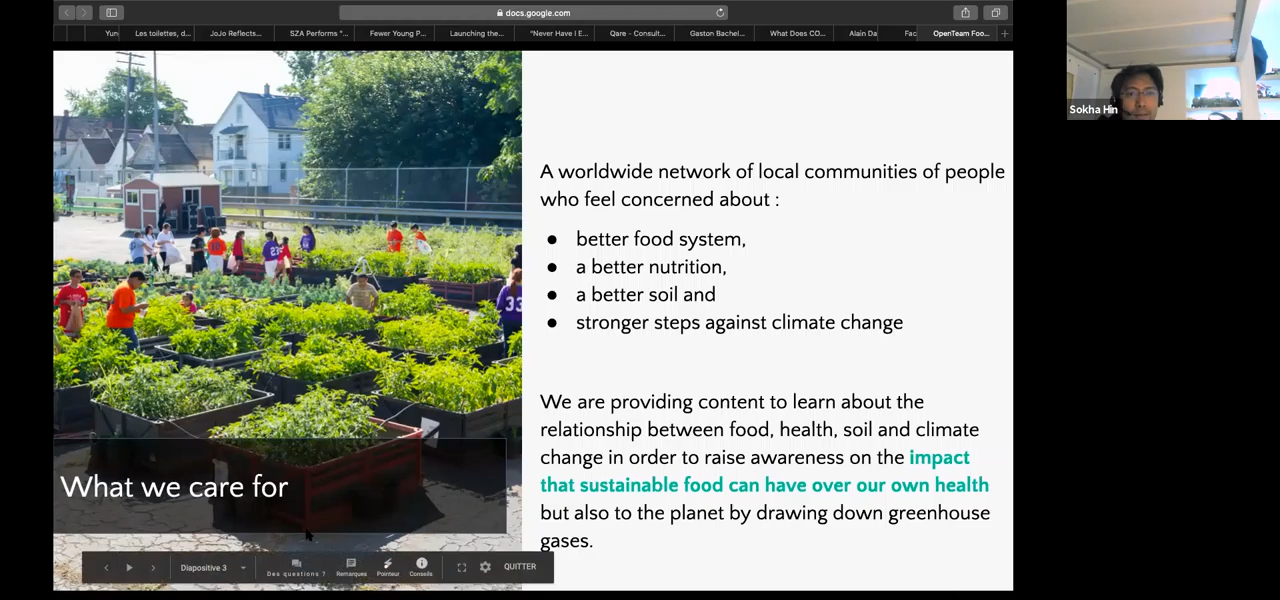 docs.google.com
Yun
Les toilettes, d...
JoJo Reflects...
SZA Performs "...
Fewer Young P...
Launching the...
"Never Have I E...
Qare - Consult...
Gaston Bachel...
What Does CO...
Alain Da
Fac
OpenTeam Foo...
Sokha Hin
A worldwide network of local communities of people
who feel concerned about :
● better food system,
● a better nutrition,
● a better soil and
● stronger steps against climate change
We are providing content to learn about the
relationship between food, health, soil and climate
change in order to raise awareness on the impact
that sustainable food can have over our own health
but also to the planet by drawing down greenhouse
gases.
What we care for
33
Diapositive 3
Des questions ?
Remarques
Pointeur
Conseils
QUITTER